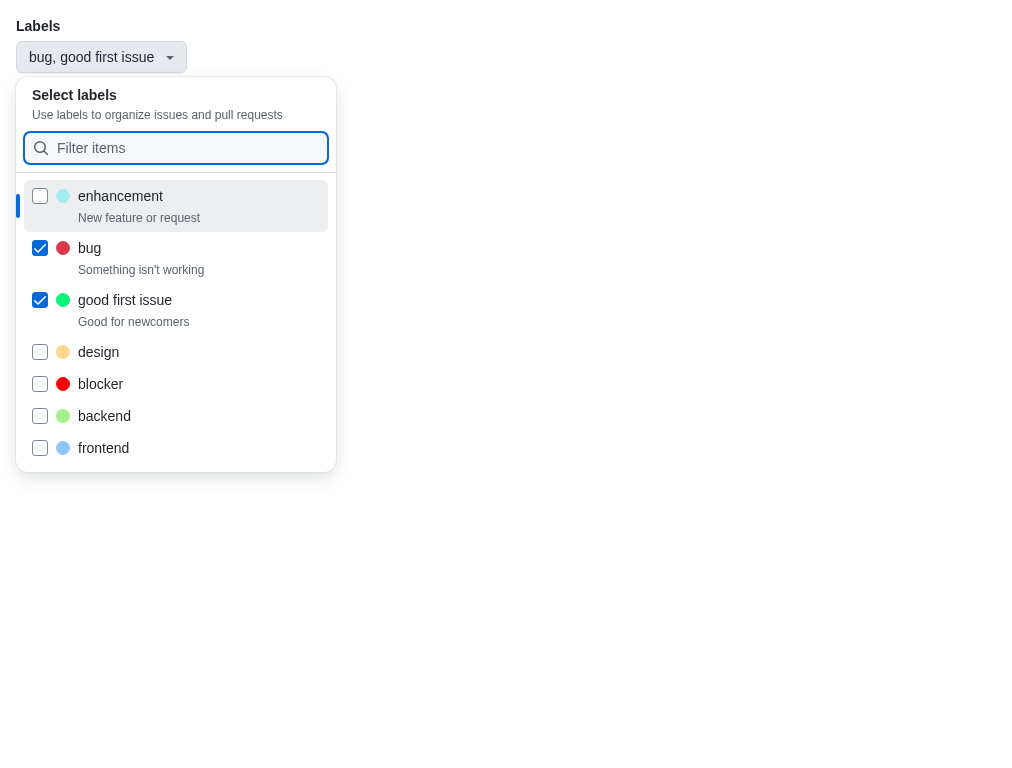 Labels
bug, good first issue
Select labels
Use labels to organize issues and pull requests
Filter items
enhancement
New feature or request
bug
Something isn't working
good first issue
Good for newcomers
design
blocker
backend
frontend